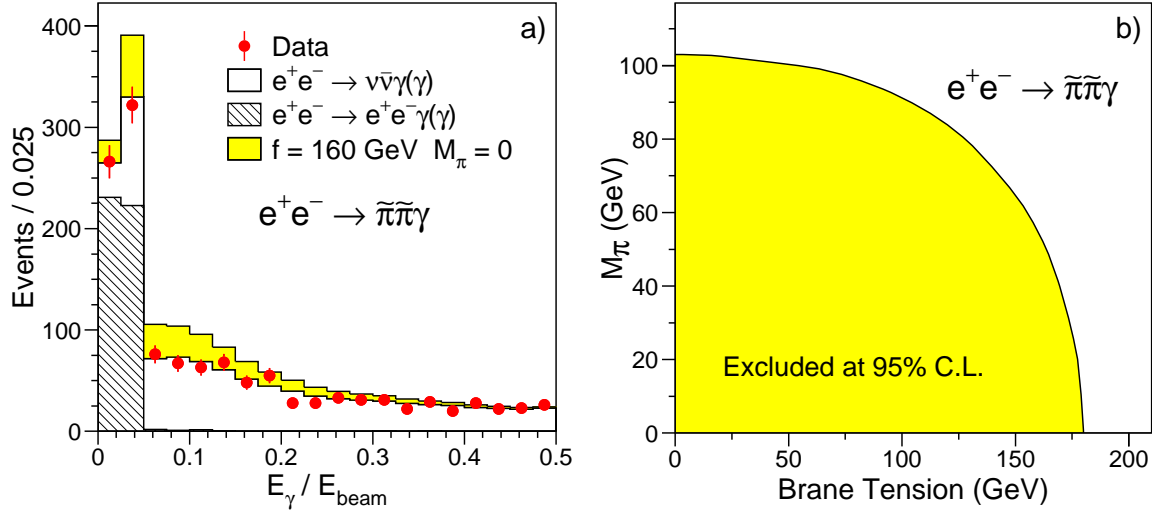 a)
Data
e⁺e⁻ → νν̄γ(γ)
e⁺e⁻ → e⁺e⁻γ(γ)
f = 160 GeV M_π = 0
e⁺e⁻ → π̃π̃γ
Events / 0.025
400
300
200
100
0
0 0.1 0.2 0.3 0.4 0.5
E_γ / E_beam
b)
e⁺e⁻ → π̃π̃γ
Excluded at 95% C.L.
Mπ (GeV)
100
80
60
40
20
0
0 50 100 150 200
Brane Tension (GeV)